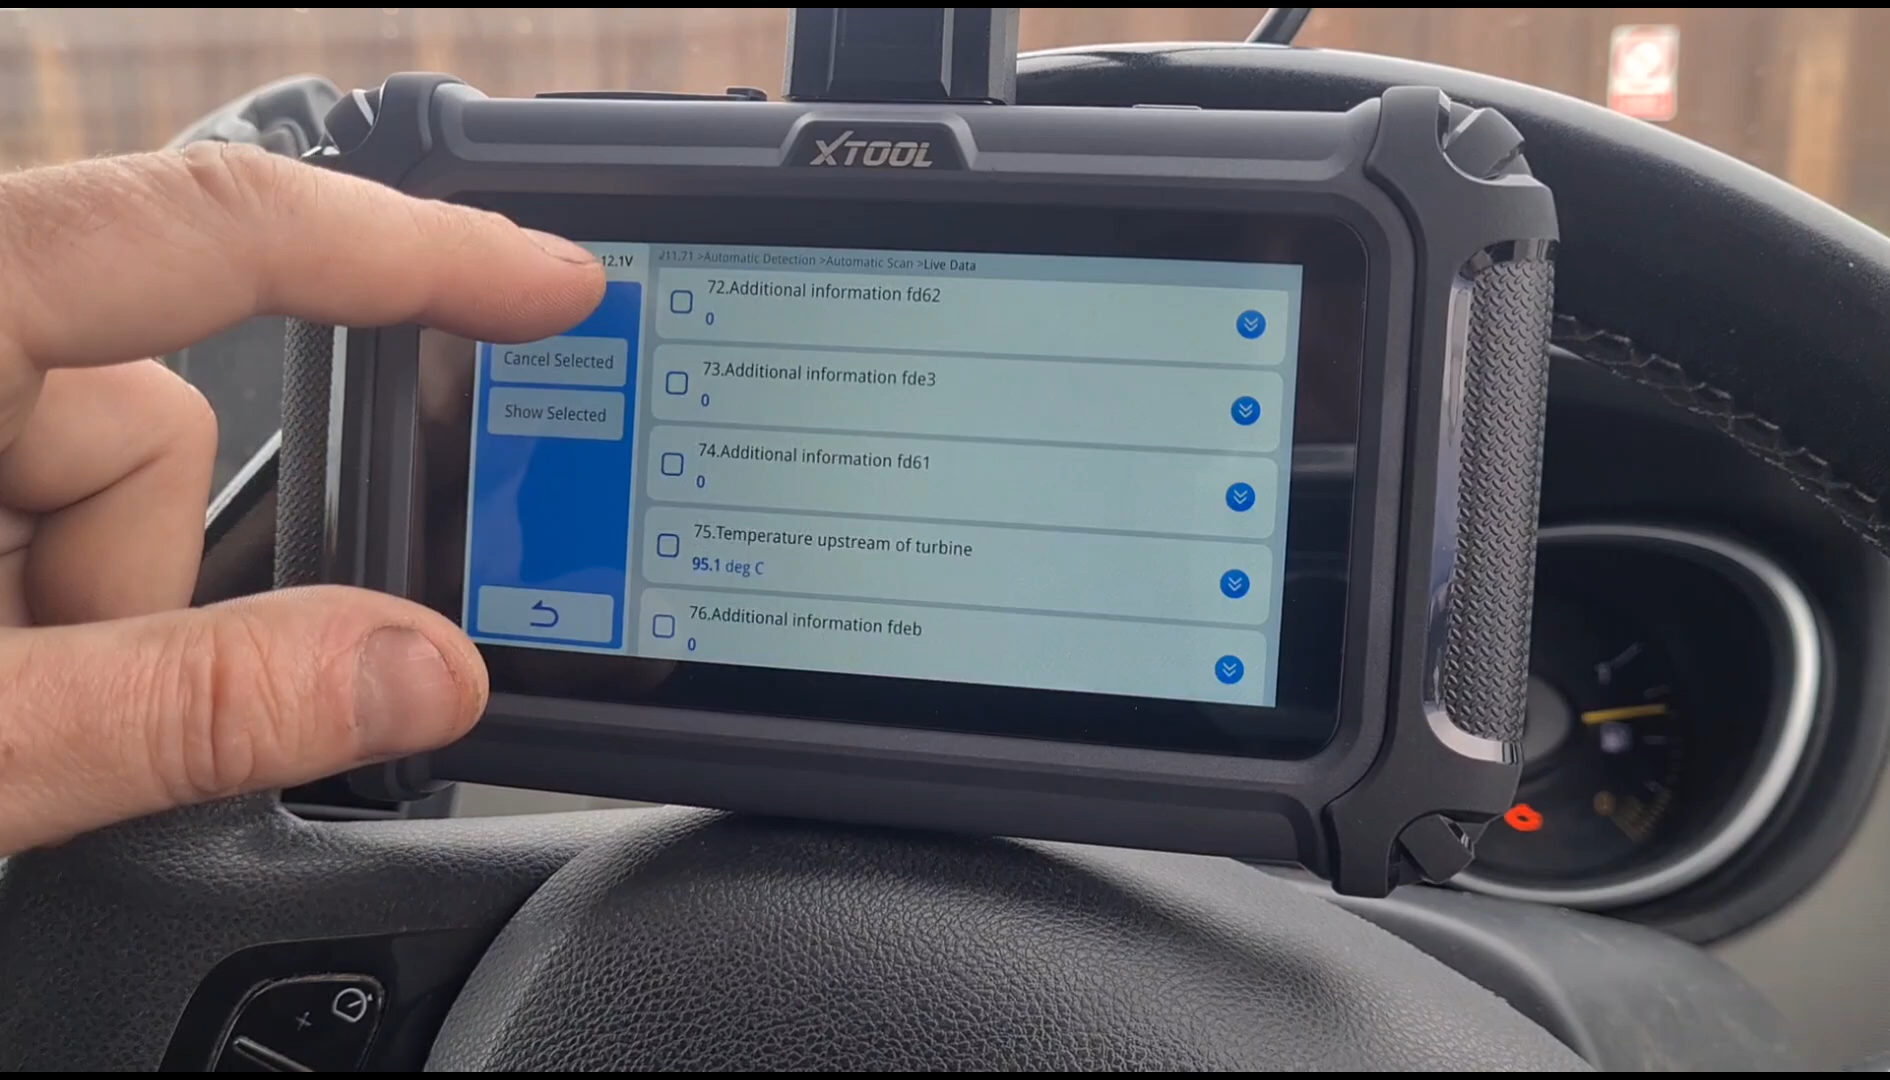 XTOOL
12.1V
Automatic Detection >Automatic Scan >Live Data
72.Additional information fd62
0
Cancel Selected
73.Additional information fde3
0
Show Selected
74.Additional information fd61
0
75.Temperature upstream of turbine
95.1 deg C
76.Additional information fdeb
0
+